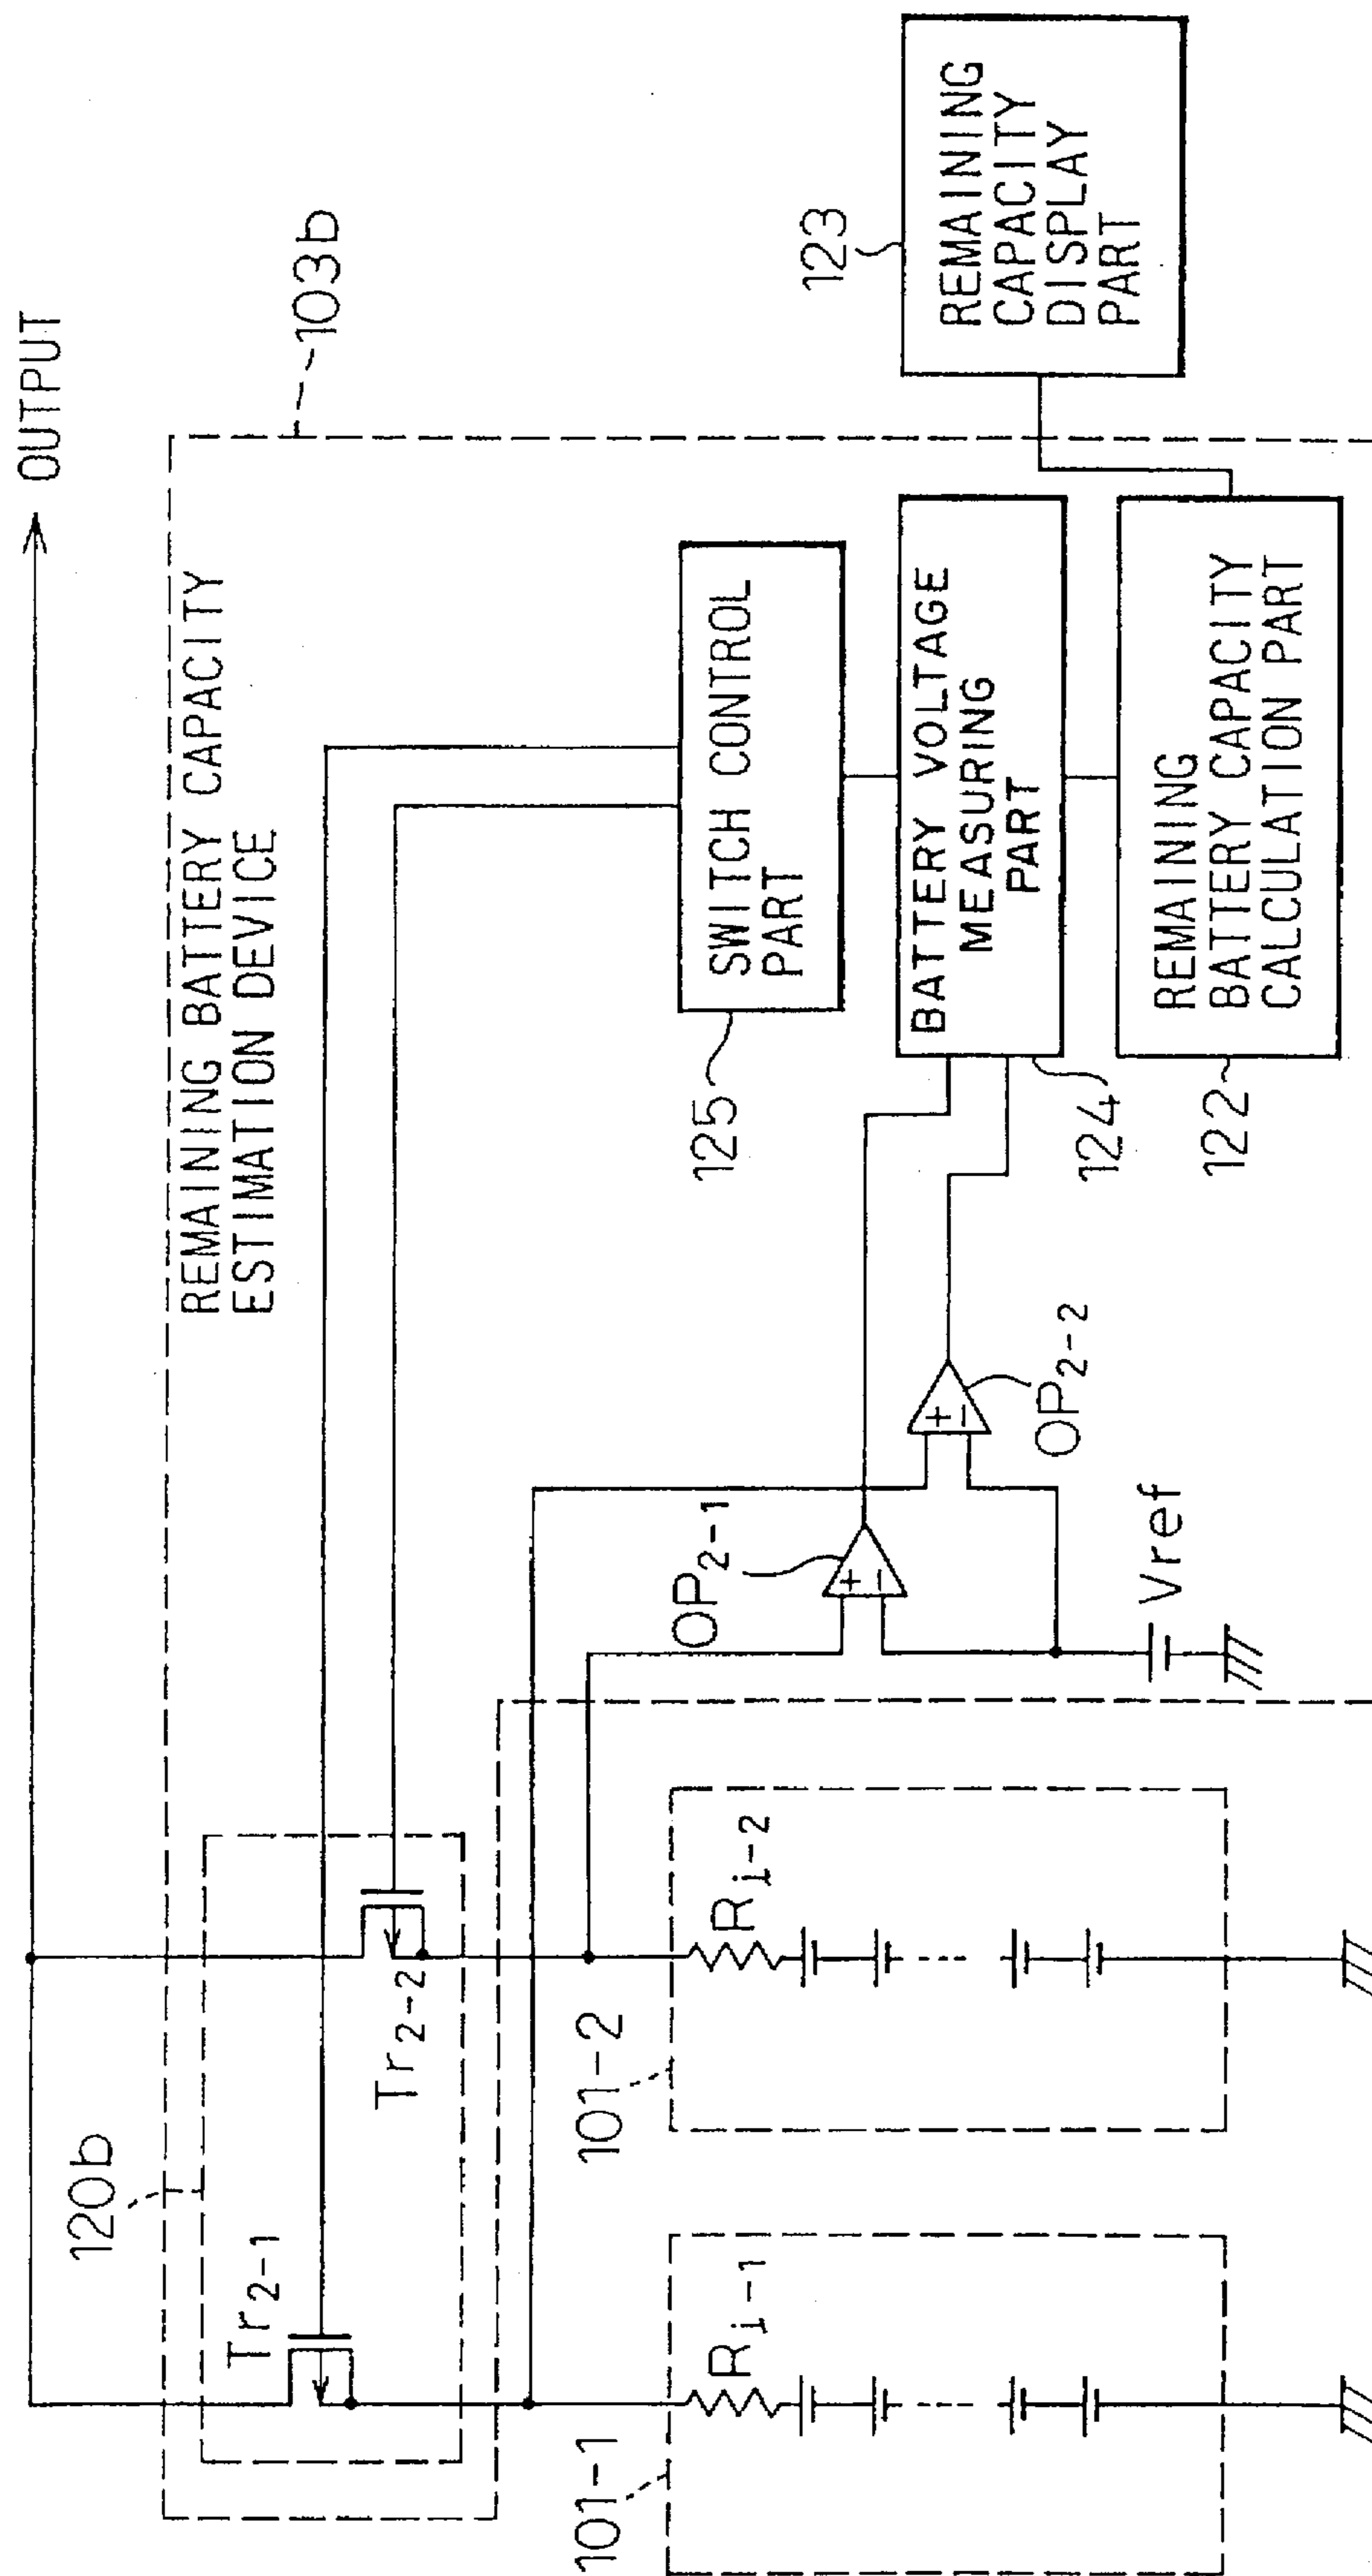 OUTPUT
103b
REMAINING BATTERY CAPACITY
ESTIMATION DEVICE
120b
Tr2-1
Tr2-2
125
SWITCH CONTROL
PART
123
REMAINING
CAPACITY
DISPLAY
PART
BATTERY VOLTAGE
MEASURING
PART
124
REMAINING
BATTERY CAPACITY
CALCULATION PART
122
OP2-1
+
−
OP2-2
+
−
Vref
101-1
Ri-1
101-2
Ri-2